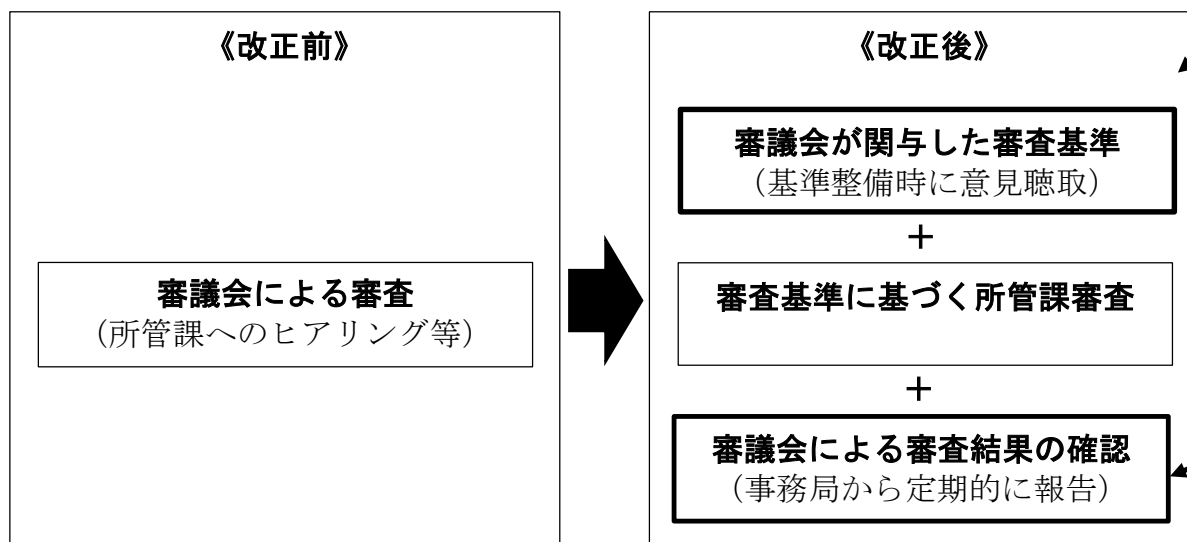 《改正前》
審議会による審査
（所管課へのヒアリング等）
《改正後》
審議会が関与した審査基準
（基準整備時に意見聴取）
＋
審査基準に基づく所管課審査
＋
審議会による審査結果の確認
（事務局から定期的に報告）